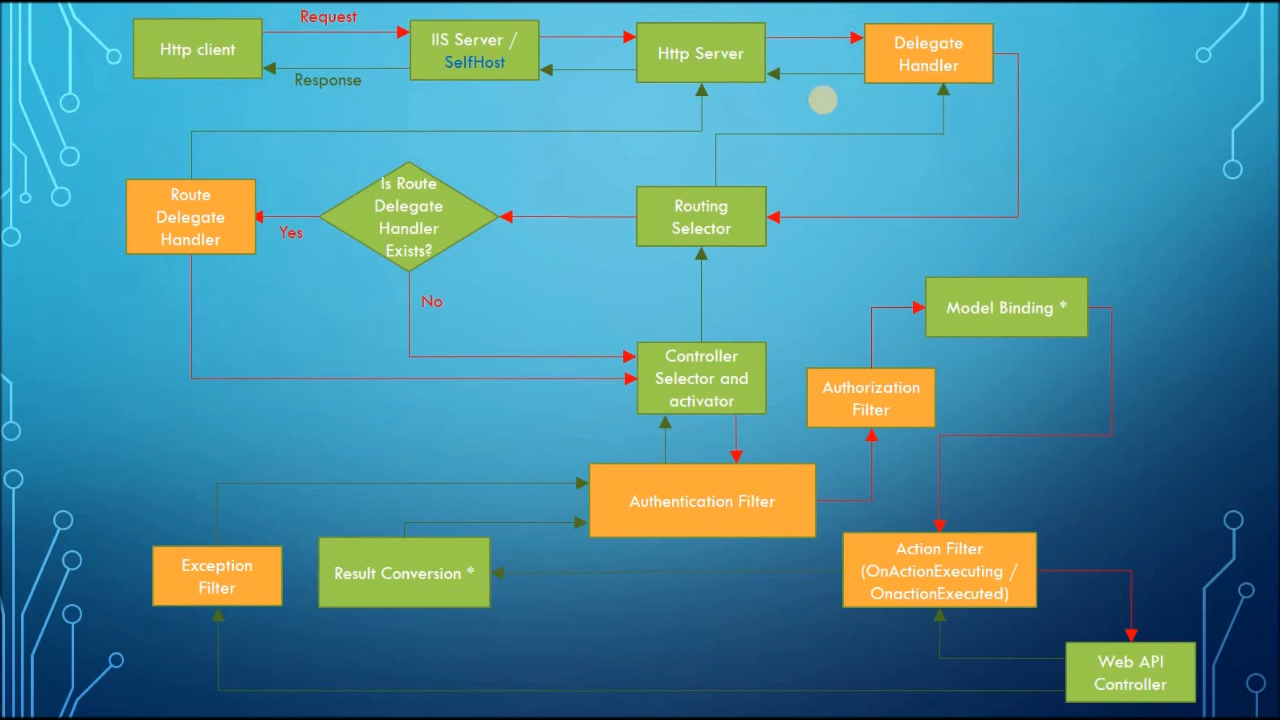 Request
Http client
IIS Server /
SelfHost
Http Server
Delegate
Handler
Response
Route
Delegate
Handler
Is Route
Delegate
Handler
Exists?
Yes
Routing
Selector
No
Model Binding *
Controller
Selector and
activator
Authorization
Filter
Authentication Filter
Exception
Filter
Result Conversion *
Action Filter
(OnActionExecuting /
OnactionExecuted)
Web API
Controller